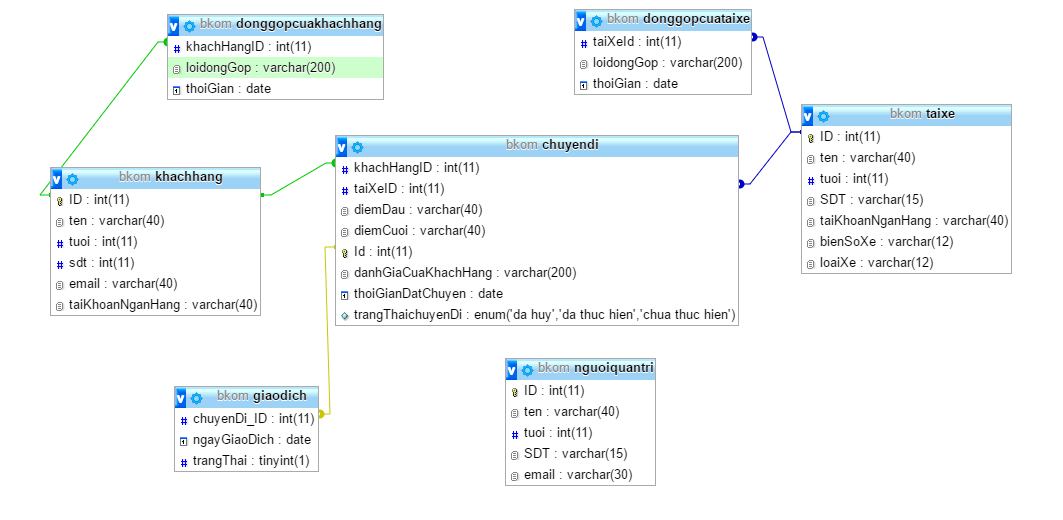 bkom donggopcuakhachhang
khachHangID : int(11)
loidongGop : varchar(200)
thoiGian : date
bkom donggopcuataixe
taiXeId : int(11)
loidongGop : varchar(200)
thoiGian : date
bkom taixe
ID : int(11)
ten : varchar(40)
tuoi : int(11)
SDT : varchar(15)
taiKhoanNganHang : varchar(40)
bienSoXe : varchar(12)
loaiXe : varchar(12)
bkom chuyendi
khachHangID : int(11)
taiXeID : int(11)
diemDau : varchar(40)
diemCuoi : varchar(40)
Id : int(11)
danhGiaCuaKhachHang : varchar(200)
thoiGianDatChuyen : date
trangThaichuyenDi : enum('da huy','da thuc hien','chua thuc hien')
bkom khachhang
ID : int(11)
ten : varchar(40)
tuoi : int(11)
sdt : int(11)
email : varchar(40)
taiKhoanNganHang : varchar(40)
bkom giaodich
chuyenDi_ID : int(11)
ngayGiaoDich : date
trangThai : tinyint(1)
bkom nguoiquantri
ID : int(11)
ten : varchar(40)
tuoi : int(11)
SDT : varchar(15)
email : varchar(30)